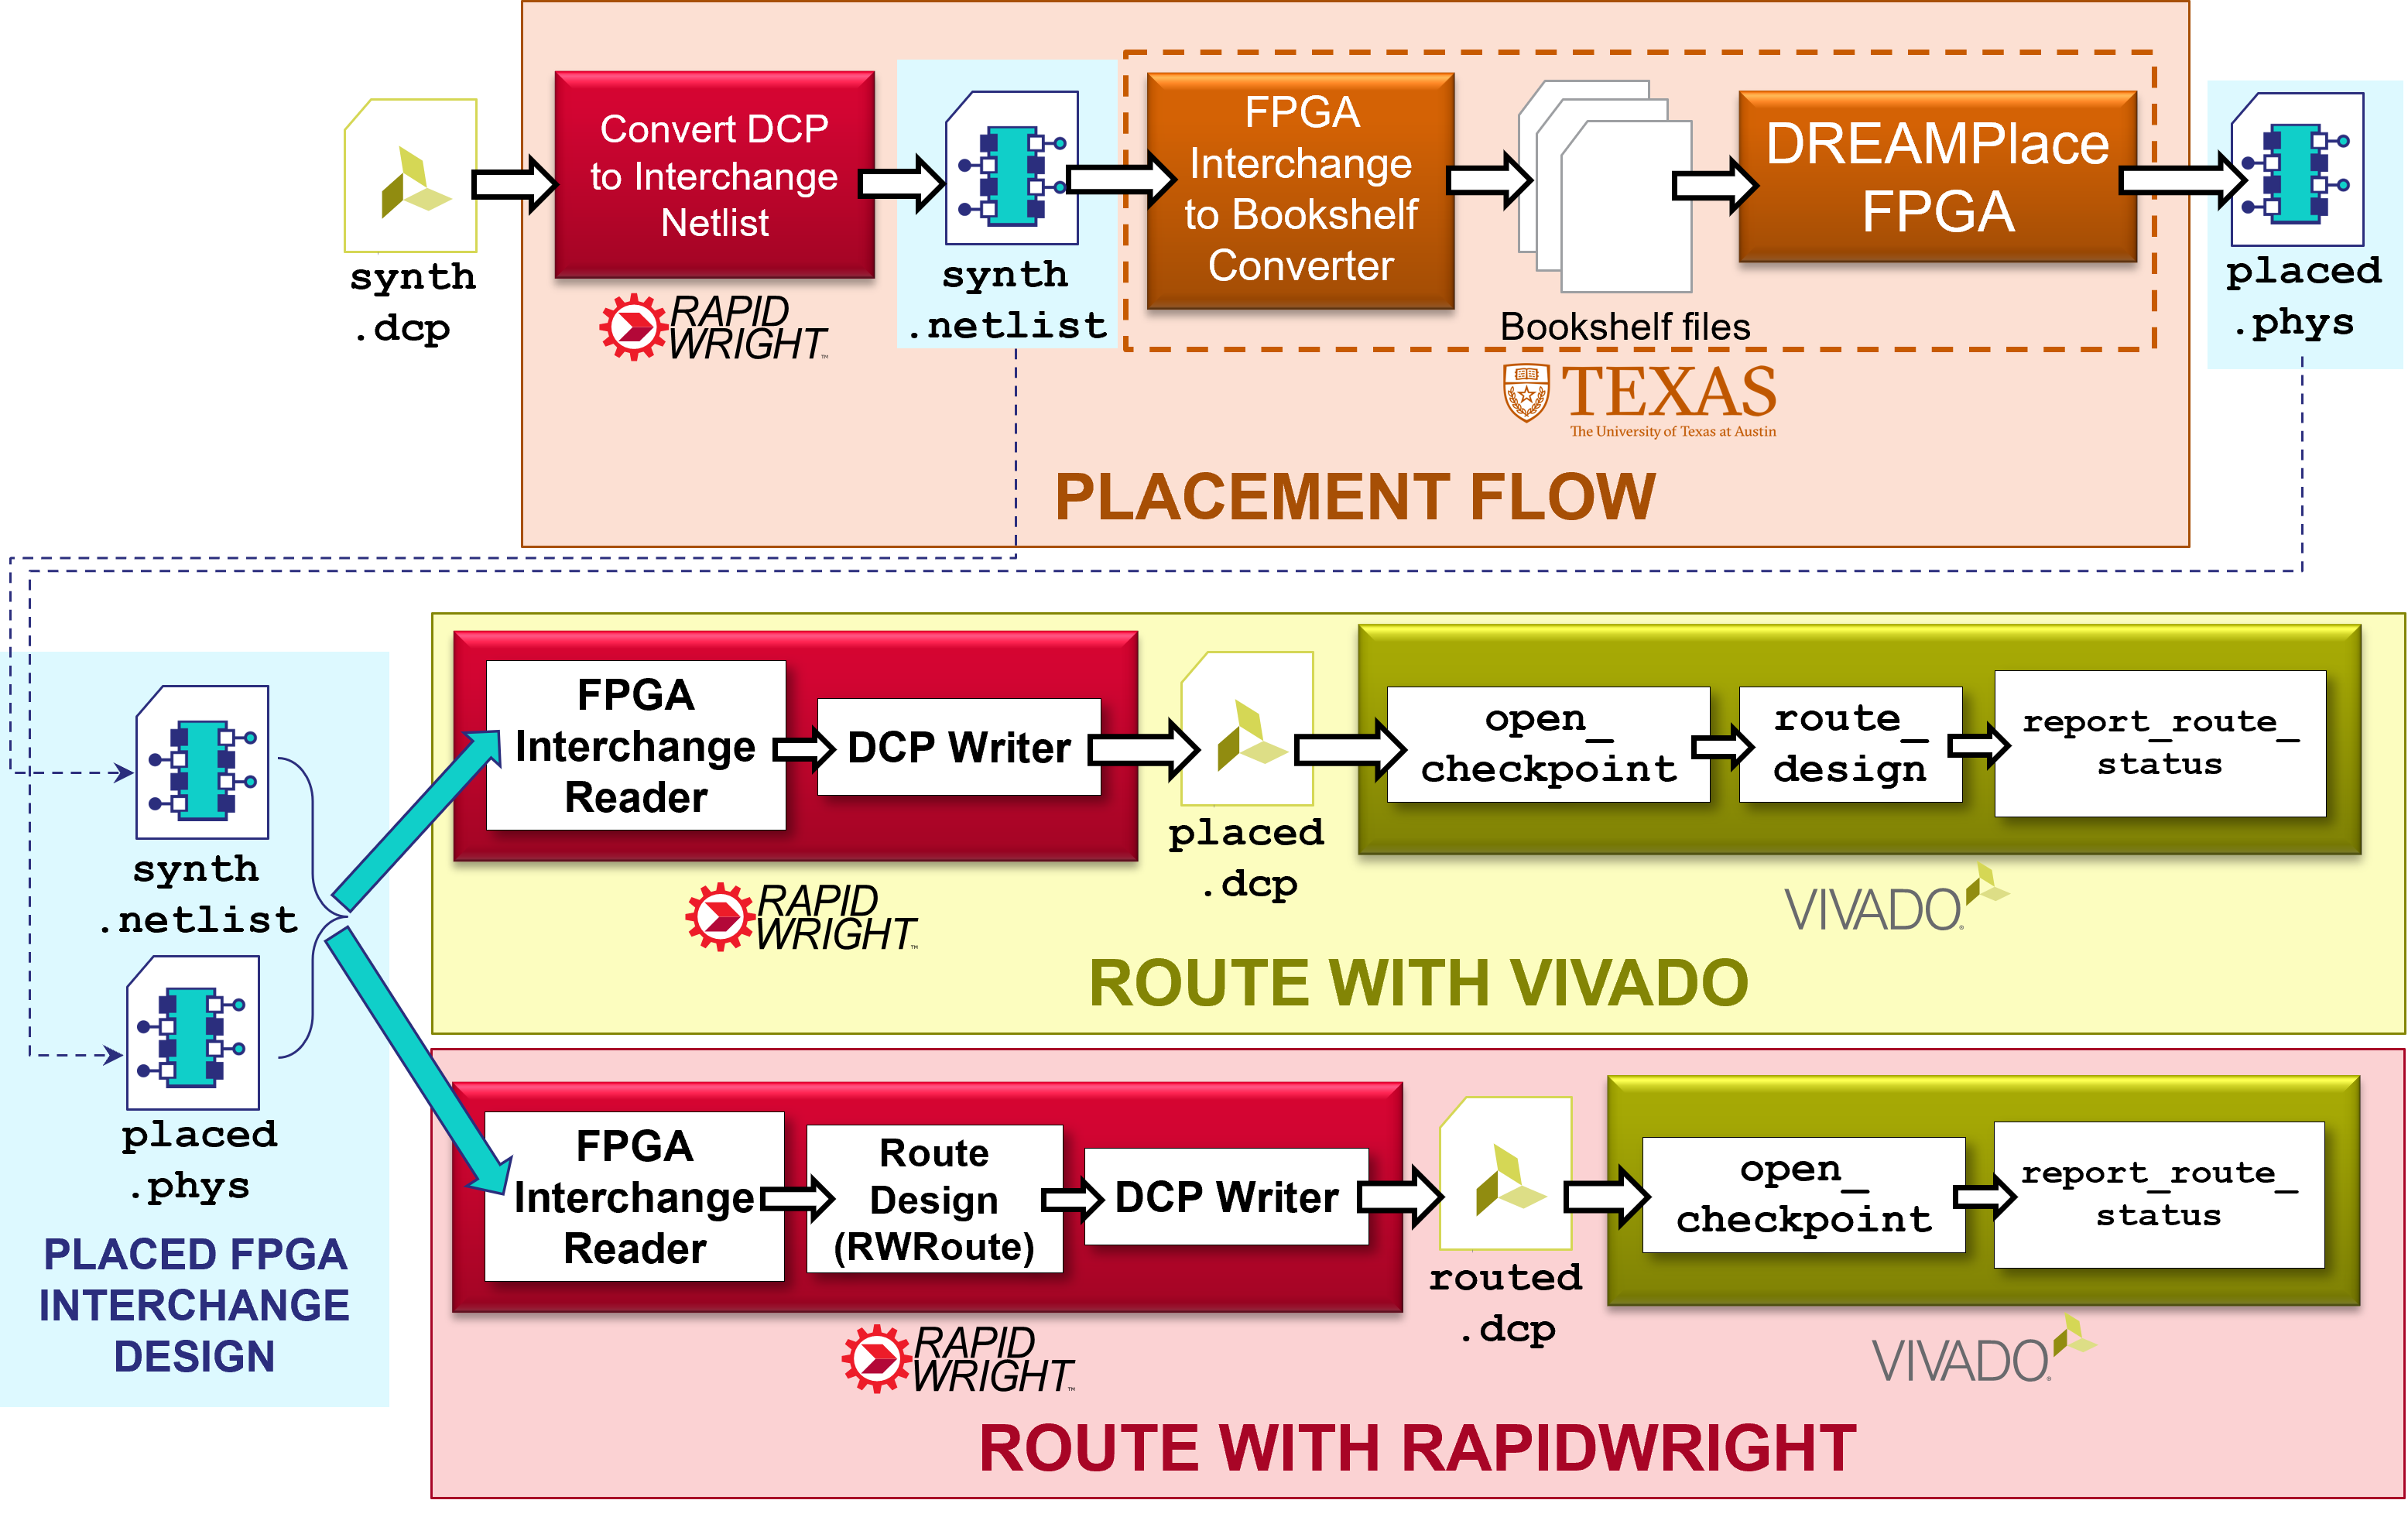 Convert DCP
to Interchange
Netlist
FPGA
Interchange
to Bookshelf
Converter
DREAMPlace
FPGA
synth
.dcp
RAPID
WRIGHT™
synth
.netlist
Bookshelf files
placed
.phys
TEXAS
The University of Texas at Austin
PLACEMENT FLOW
FPGA
Interchange
Reader
DCP Writer
placed
.dcp
open_
checkpoint
route_
design
report_route_
status
RAPID
WRIGHT™
VIVADO®
ROUTE WITH VIVADO
synth
.netlist
placed
.phys
PLACED FPGA
INTERCHANGE
DESIGN
FPGA
Interchange
Reader
Route
Design
(RWRoute)
DCP Writer
routed
.dcp
open_
checkpoint
report_route_
status
RAPID
WRIGHT™
VIVADO®
ROUTE WITH RAPIDWRIGHT